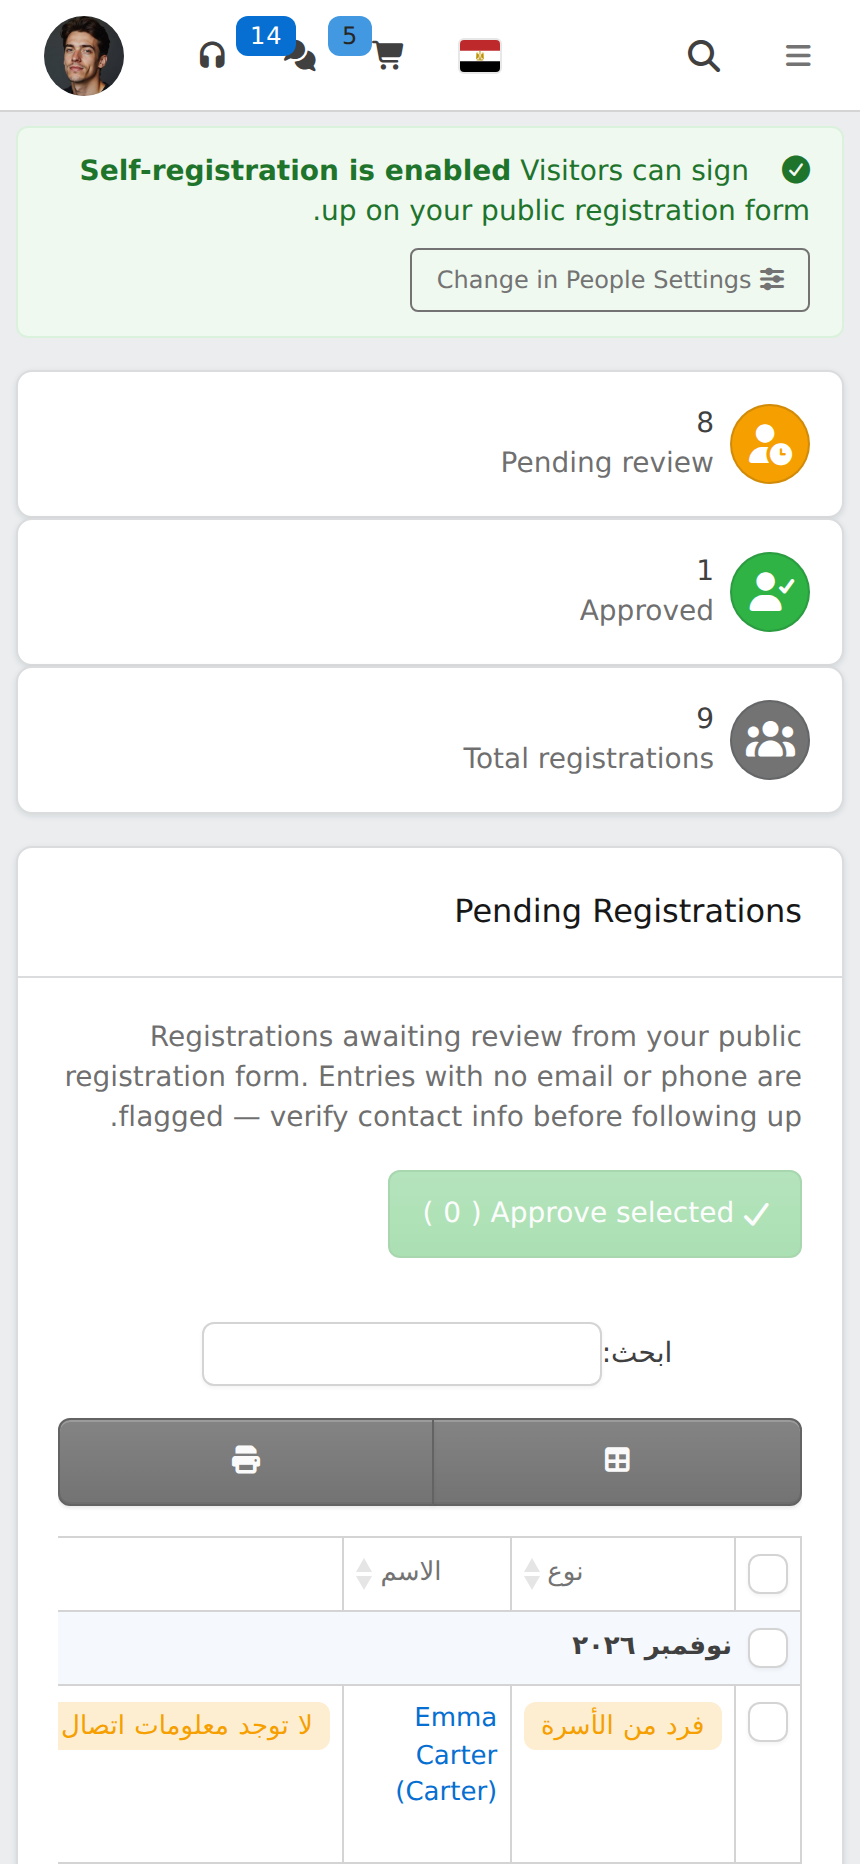 14
5
Self-registration is enabled Visitors can sign
up on your public registration form.
Change in People Settings
8
Pending review
1
Approved
9
Total registrations
Pending Registrations
Registrations awaiting review from your public
registration form. Entries with no email or phone are
flagged — verify contact info before following up.
Approve selected ( 0 )
ابحث:
نوع
الاسم
نوفمبر ٢٠٢٦
فرد من الأسرة
Emma
Carter
(Carter)
لا توجد معلومات اتصال